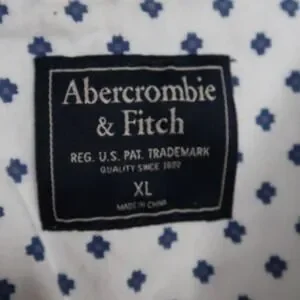 Abercrombie
& Fitch
REG. U.S. PAT. TRADEMARK
QUALITY SINCE 1892
XL
MADE IN CHINA